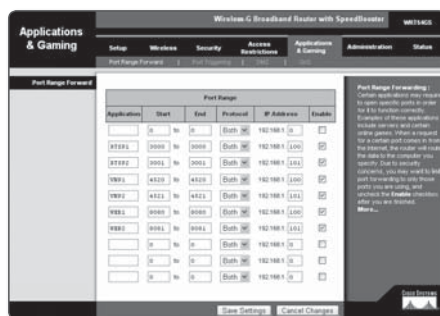 Wireless-G Broadband Router with SpeedBooster WRT54GS
Applications & Gaming
Setup Wireless Security Access Restrictions Applications & Gaming Administration Status
Port Range Forward | Port Triggering | DMZ | QoS
Port Range Forward
Port Range
Application Start End Protocol IP Address Enable
0 to 0 Both 192.168.1. 0
3000 to 3000 Both 192.168.1. 100
3001 to 3001 Both 192.168.1. 101
4520 to 4520 Both 192.168.1. 100
4521 to 4521 Both 192.168.1. 101
WEB1 8080 to 8080 Both 192.168.1. 100
WEB2 8081 to 8081 Both 192.168.1. 101
0 to 0 Both 192.168.1. 0
0 to 0 Both 192.168.1. 0
0 to 0 Both 192.168.1. 0
Port Range Forwarding :
Certain applications may require
to open specific ports in order
for it to function correctly.
Examples of these applications
include servers and certain
online games. When a request
for a certain port comes in from
the Internet, the router will route
the data to the computer you
specify. Due to security
concerns, you may want to limit
port forwarding to only those
ports you are using, and
uncheck the Enable checkbox
after you are finished.
More...
Save Settings Cancel Changes
Cisco Systems